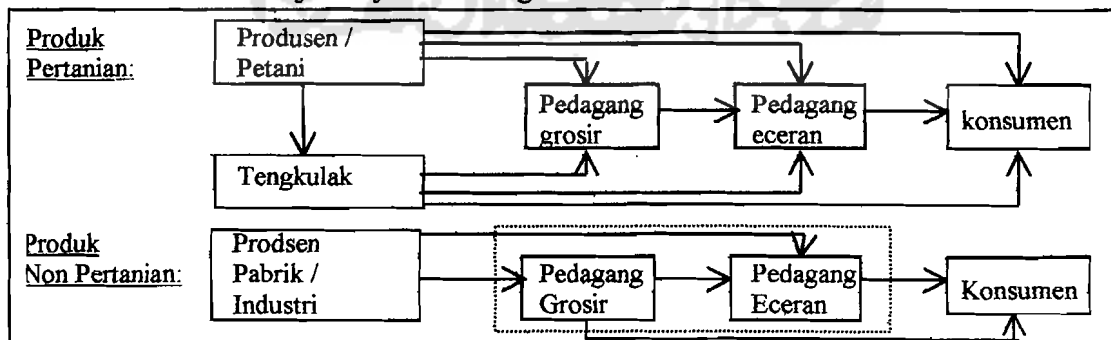 Produk
Pertanian:
Produsen /
Petani
Pedagang
grosir
Pedagang
eceran
konsumen
Tengkulak
Produk
Non Pertanian:
Prodsen
Pabrik /
Industri
Pedagang
Grosir
Pedagang
Eceran
Konsumen